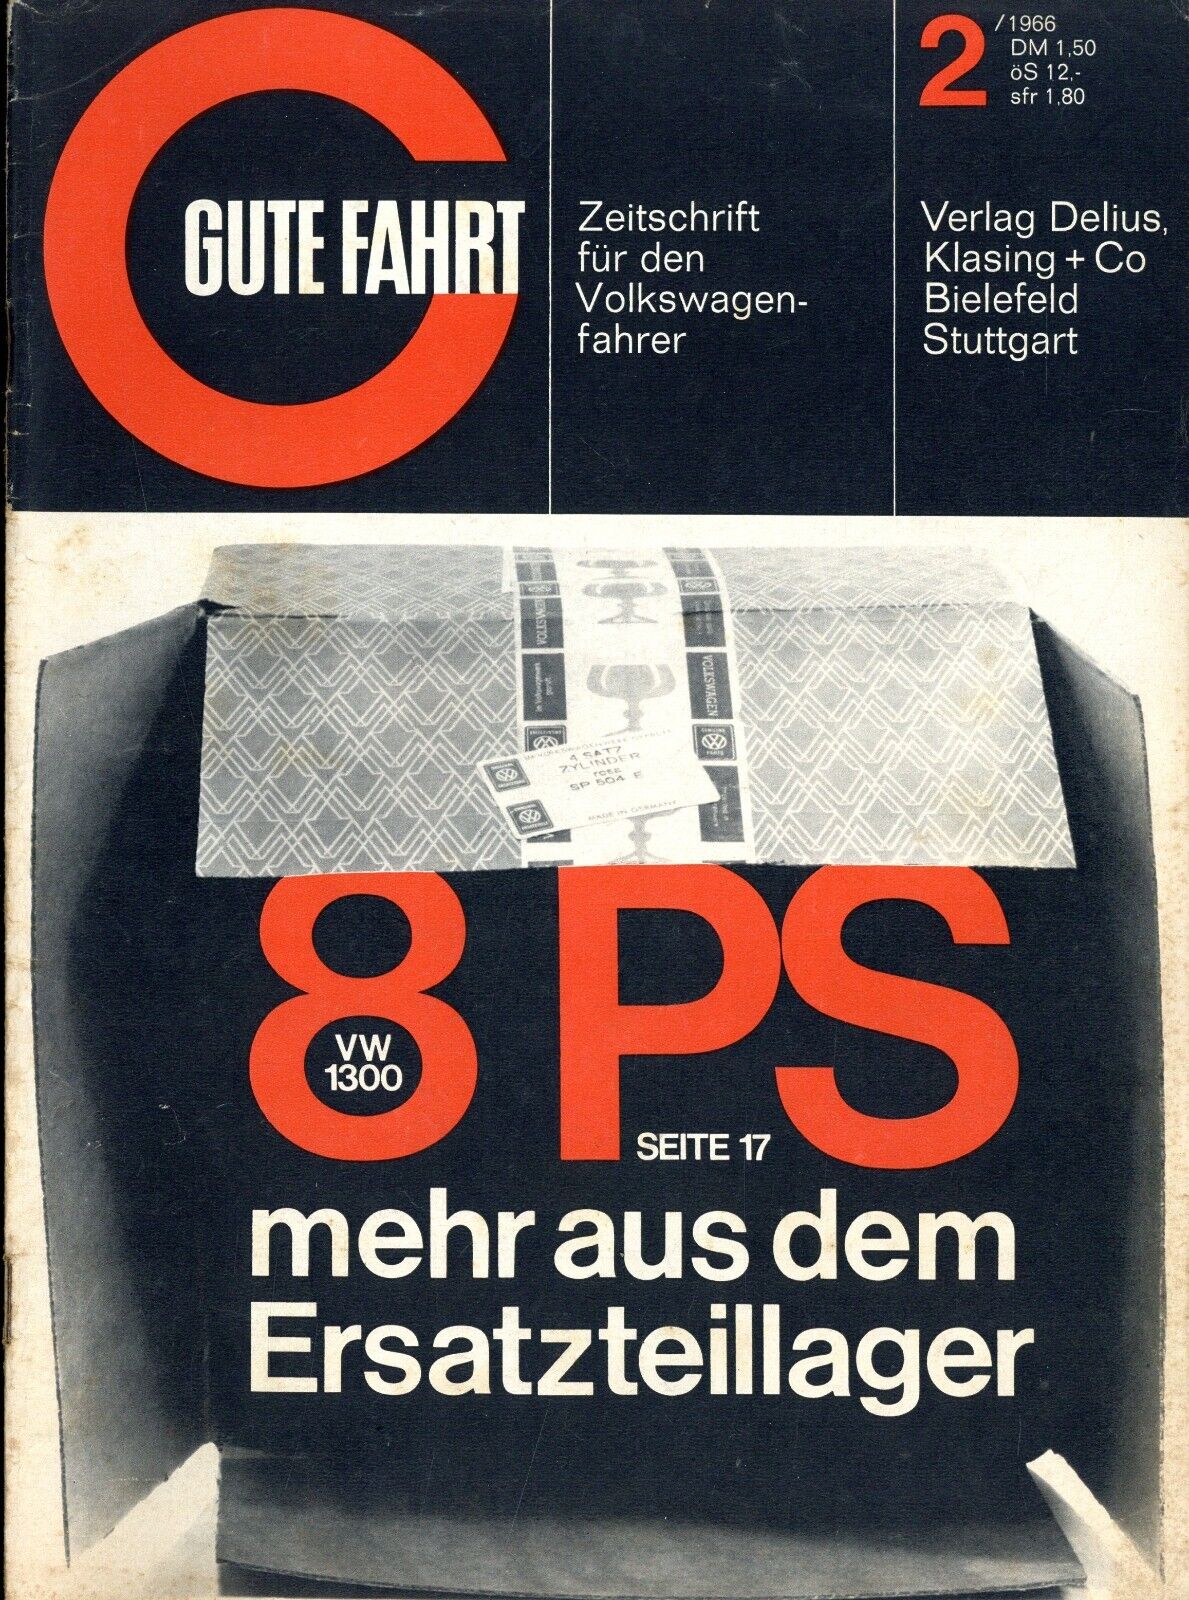 GUTE FAHRT
Zeitschrift
für den
Volkswagen-
fahrer
2/1966
DM 1,50
öS 12,-
sfr 1,80
Verlag Delius,
Klasing + Co
Bielefeld
Stuttgart
VOLKSWAGEN
VOLKSWAGEN
SATZ
ZYLINDER
SP 504 E
MADE IN GERMANY
8 PS
VW
1300
SEITE 17
mehr aus dem
Ersatzteillager